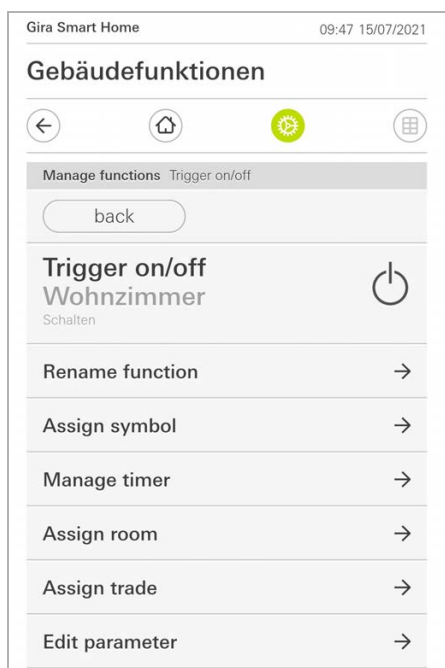 Gira Smart Home 09:47 15/07/2021
Gebäudefunktionen
Manage functions Trigger on/off
back
Trigger on/off
Wohnzimmer
Schalten
Rename function
Assign symbol
Manage timer
Assign room
Assign trade
Edit parameter